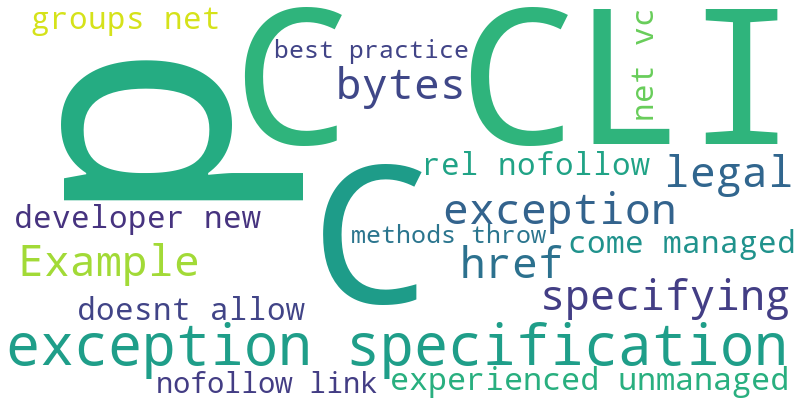 groups net
C
best practice
bytes
CLI
net vc
p
C
rel nofollow
legal
developer new
exception
methods throw
come managed
Example
href
doesnt allow
specifying
exception specification
nofollow link
experienced unmanaged